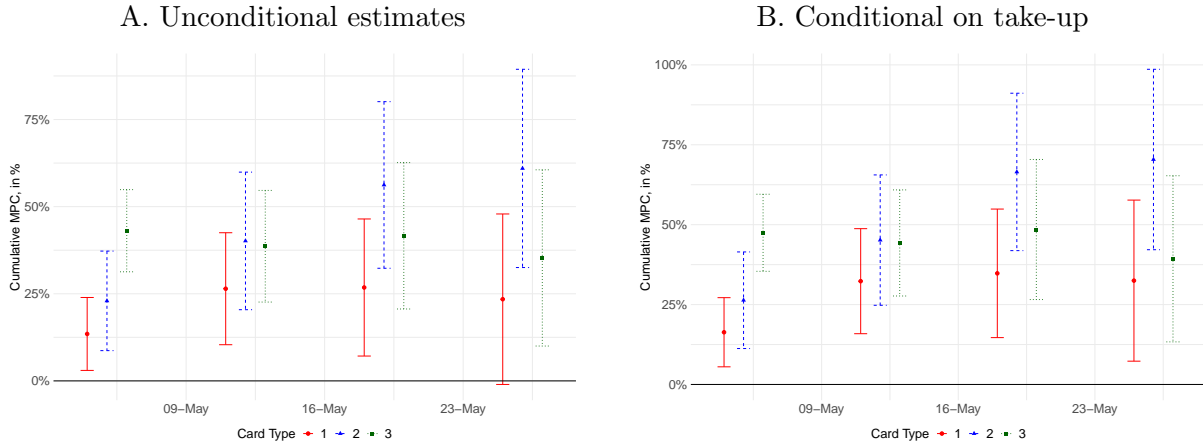 A. Unconditional estimates
Cumulative MPC, in %
75%
50%
25%
0%
09–May
16–May
23–May
Card Type 1 2 3
B. Conditional on take-up
Cumulative MPC, in %
100%
75%
50%
25%
0%
09–May
16–May
23–May
Card Type 1 2 3